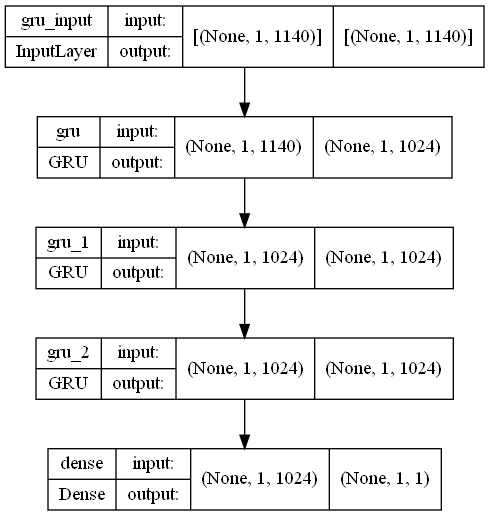 gru_input input: [(None, 1, 1140)] [(None, 1, 1140)]
InputLayer output:
gru input: (None, 1, 1140) (None, 1, 1024)
GRU output:
gru_1 input: (None, 1, 1024) (None, 1, 1024)
GRU output:
gru_2 input: (None, 1, 1024) (None, 1, 1024)
GRU output:
dense input: (None, 1, 1024) (None, 1, 1)
Dense output: